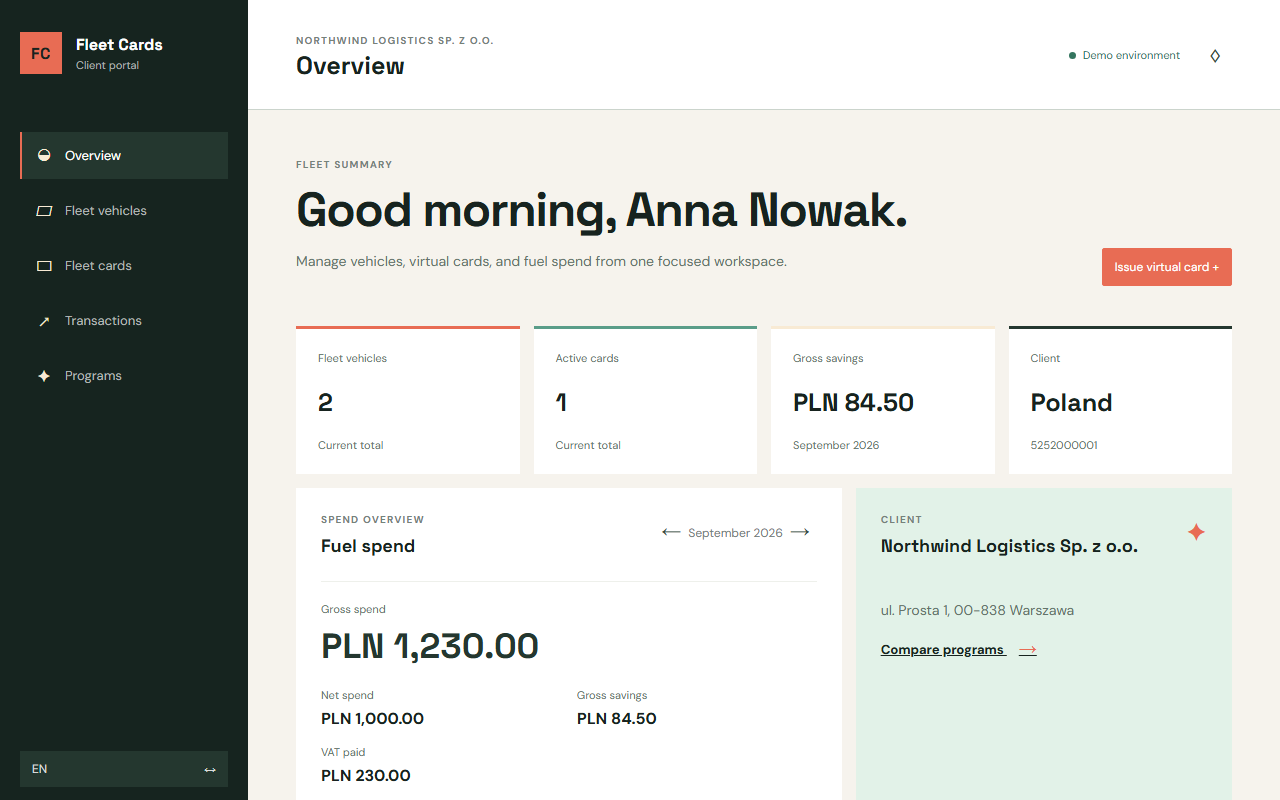 FC
Fleet Cards
Client portal
Overview
Fleet vehicles
Fleet cards
Transactions
Programs
EN
NORTHWIND LOGISTICS SP. Z O.O.
Overview
Demo environment
FLEET SUMMARY
Good morning, Anna Nowak.
Manage vehicles, virtual cards, and fuel spend from one focused workspace.
Issue virtual card +
Fleet vehicles
2
Current total
Active cards
1
Current total
Gross savings
PLN 84.50
September 2026
Client
Poland
5252000001
SPEND OVERVIEW
Fuel spend
← September 2026 →
Gross spend
PLN 1,230.00
Net spend
PLN 1,000.00
Gross savings
PLN 84.50
VAT paid
PLN 230.00
CLIENT
Northwind Logistics Sp. z o.o.
ul. Prosta 1, 00-838 Warszawa
Compare programs →